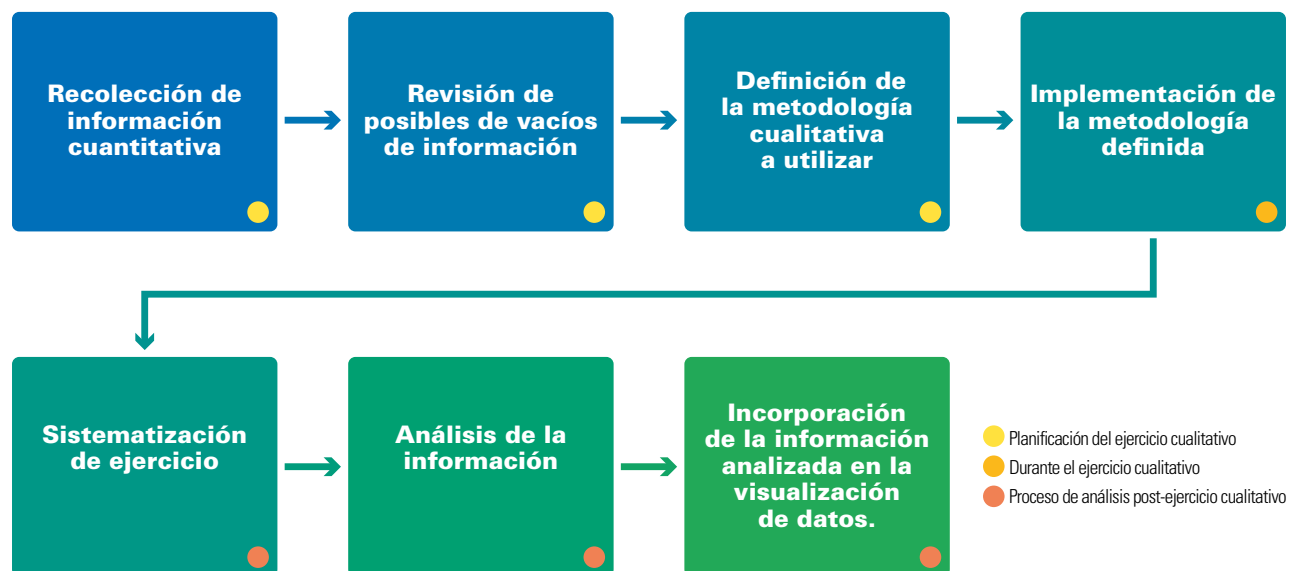 Recolección de
información
cuantitativa
Revisión de
posibles de vacíos
de información
Definición de
la metodología
cualitativa
a utilizar
Implementación de
la metodología
definida
Sistematización
de ejercicio
Análisis de la
información
Incorporación
de la información
analizada en la
visualización
de datos.
Planificación del ejercicio cualitativo
Durante el ejercicio cualitativo
Proceso de análisis post-ejercicio cualitativo